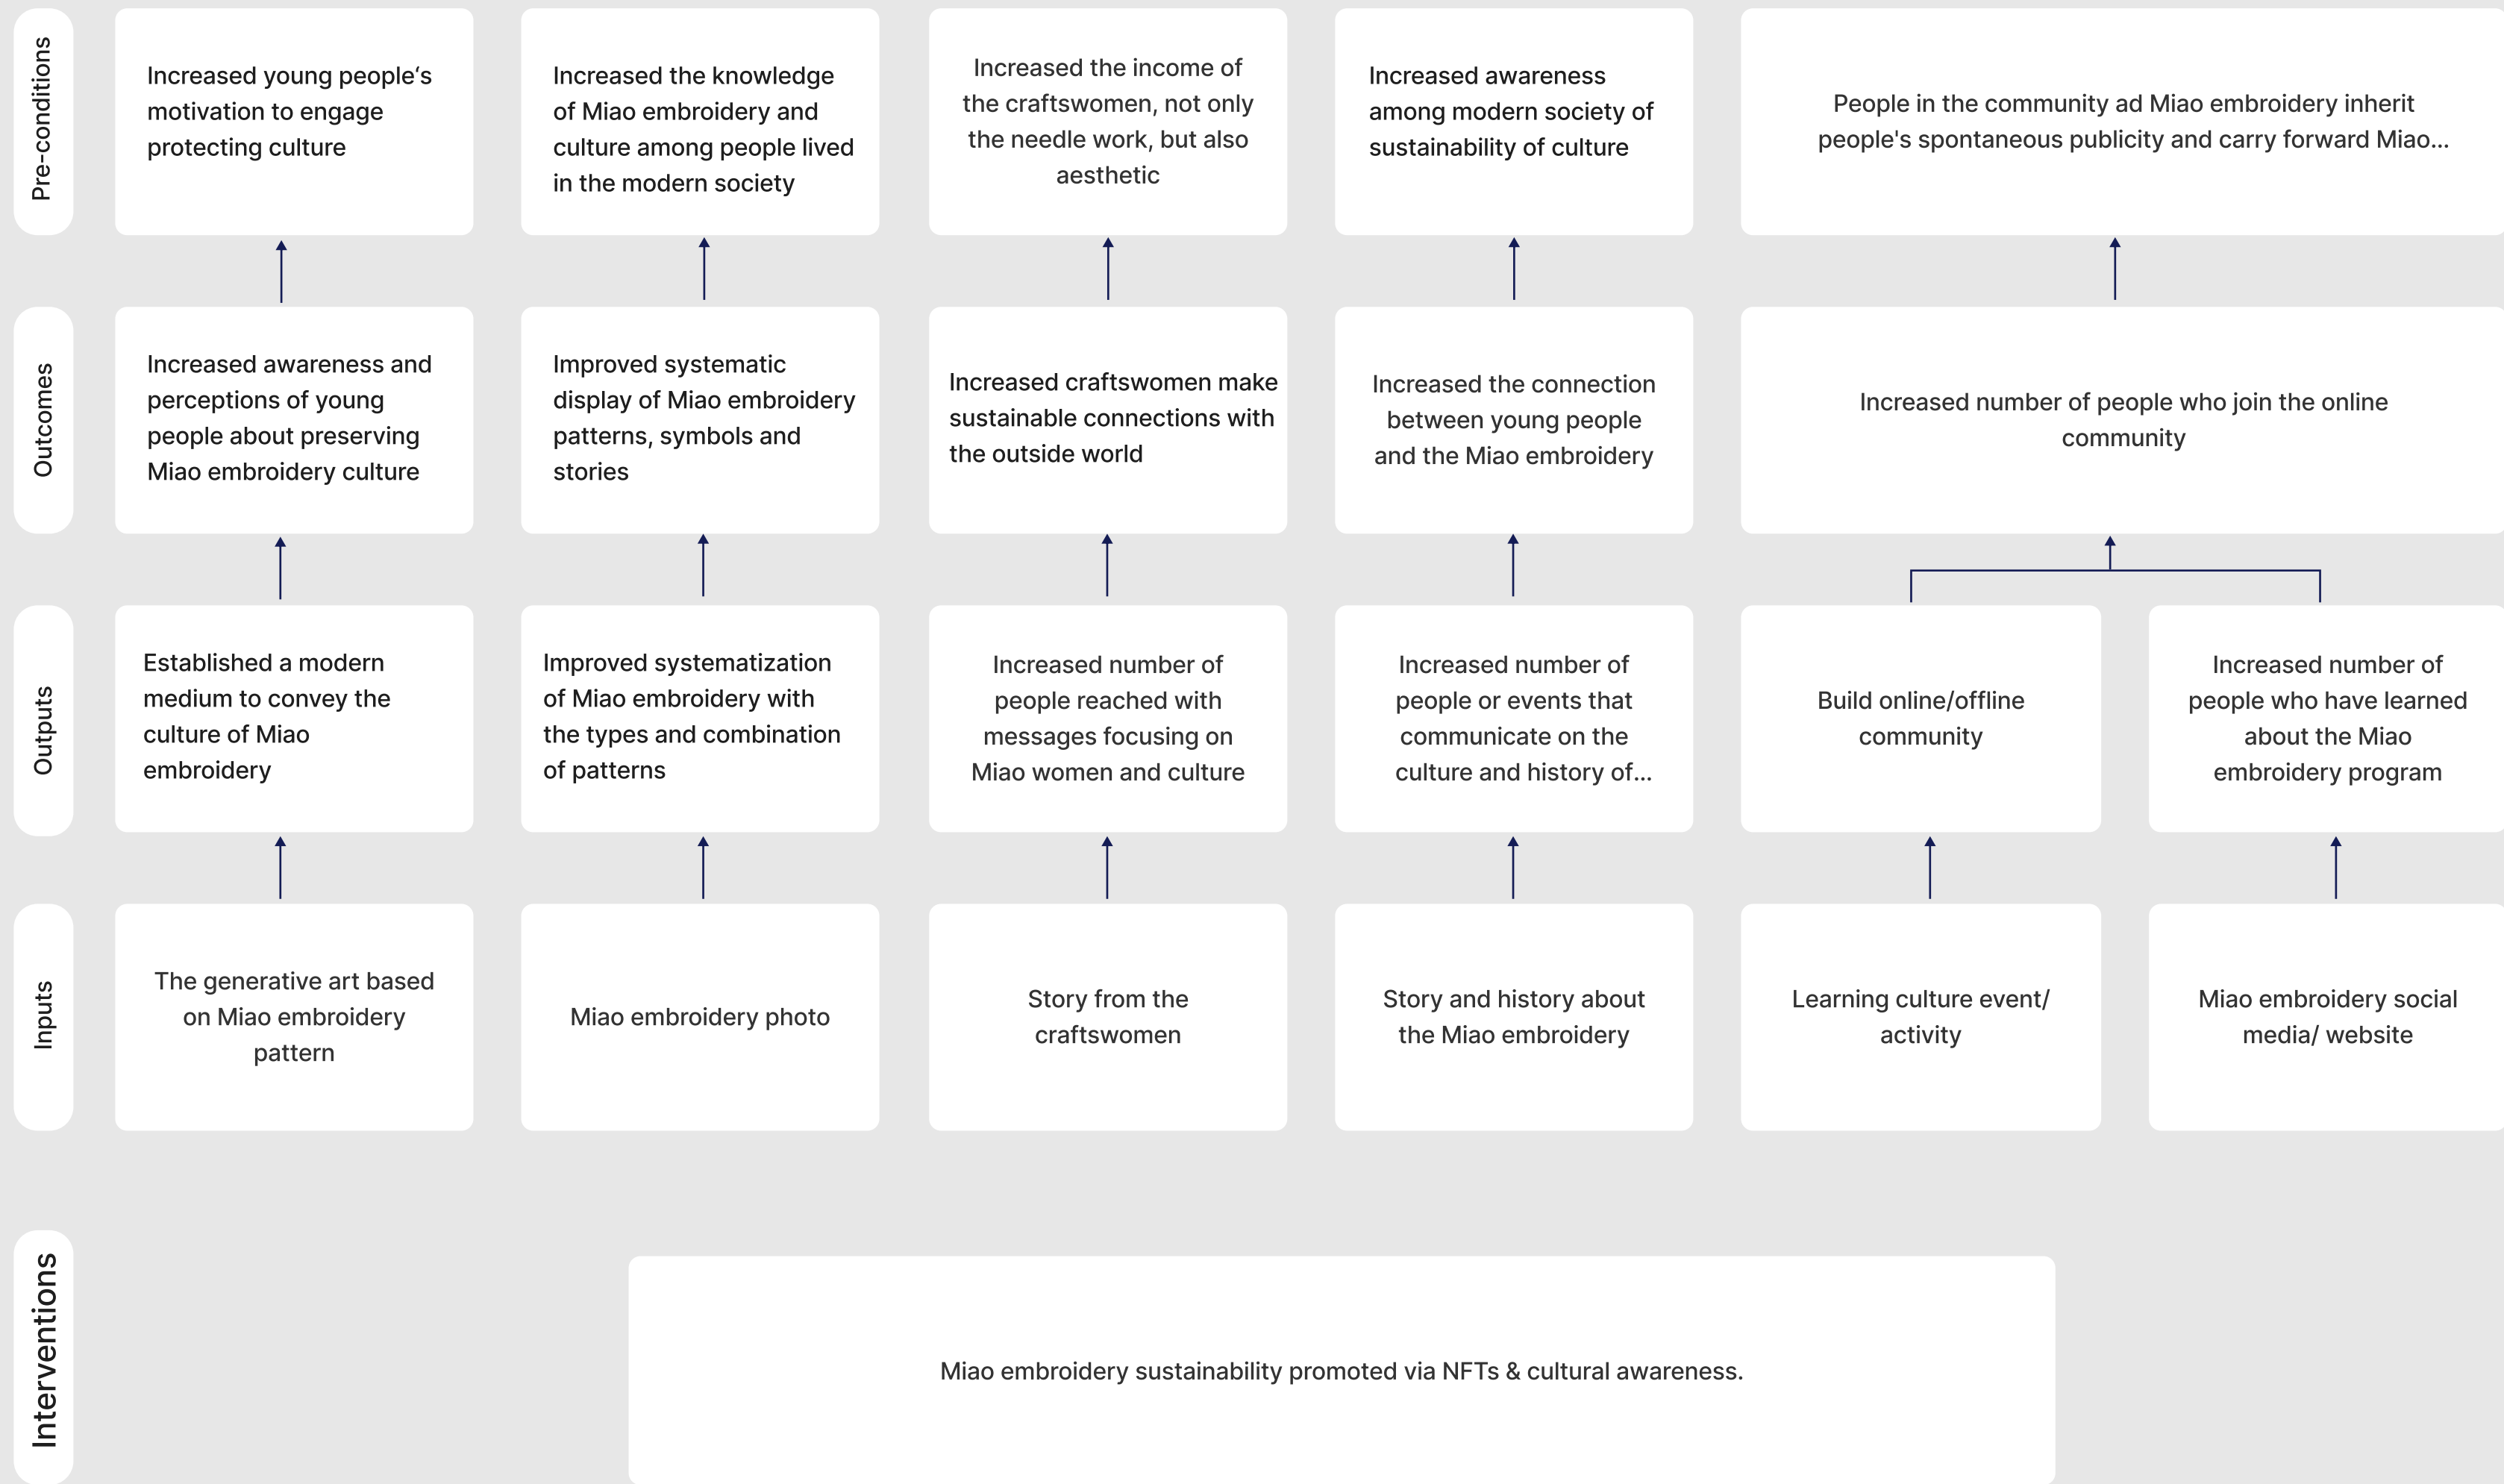 Pre-conditions
Increased young people‘s
motivation to engage
protecting culture
Increased the knowledge
of Miao embroidery and
culture among people lived
in the modern society
Increased the income of
the craftswomen, not only
the needle work, but also
aesthetic
Increased awareness
among modern society of
sustainability of culture
People in the community ad Miao embroidery inherit
people's spontaneous publicity and carry forward Miao...
Outcomes
Increased awareness and
perceptions of young
people about preserving
Miao embroidery culture
Improved systematic
display of Miao embroidery
patterns, symbols and
stories
Increased craftswomen make
sustainable connections with
the outside world
Increased the connection
between young people
and the Miao embroidery
Increased number of people who join the online
community
Outputs
Established a modern
medium to convey the
culture of Miao
embroidery
Improved systematization
of Miao embroidery with
the types and combination
of patterns
Increased number of
people reached with
messages focusing on
Miao women and culture
Increased number of
people or events that
communicate on the
culture and history of...
Build online/offline
community
Increased number of
people who have learned
about the Miao
embroidery program
Inputs
The generative art based
on Miao embroidery
pattern
Miao embroidery photo
Story from the
craftswomen
Story and history about
the Miao embroidery
Learning culture event/
activity
Miao embroidery social
media/ website
Interventions
Miao embroidery sustainability promoted via NFTs & cultural awareness.